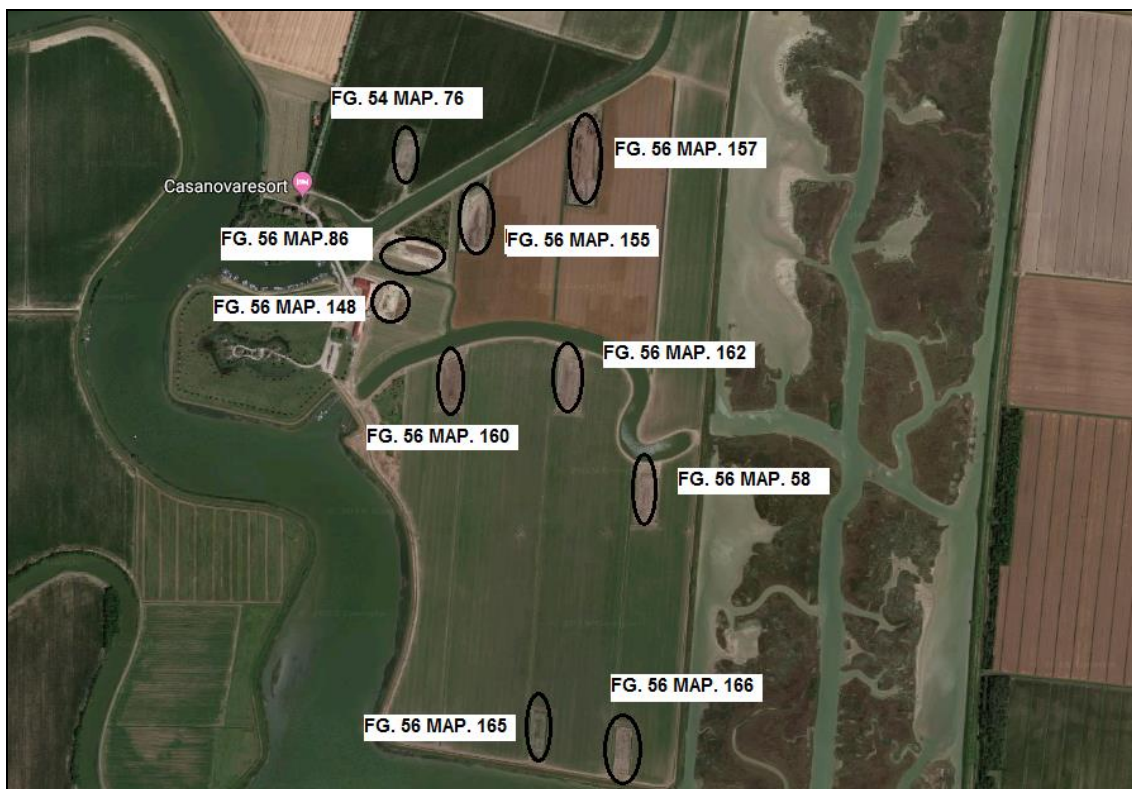 FG. 54 MAP. 76
FG. 56 MAP. 157
Casanovaresort
FG. 56 MAP.86
FG. 56 MAP. 155
FG. 56 MAP. 148
FG. 56 MAP. 162
FG. 56 MAP. 160
FG. 56 MAP. 58
FG. 56 MAP. 166
FG. 56 MAP. 165